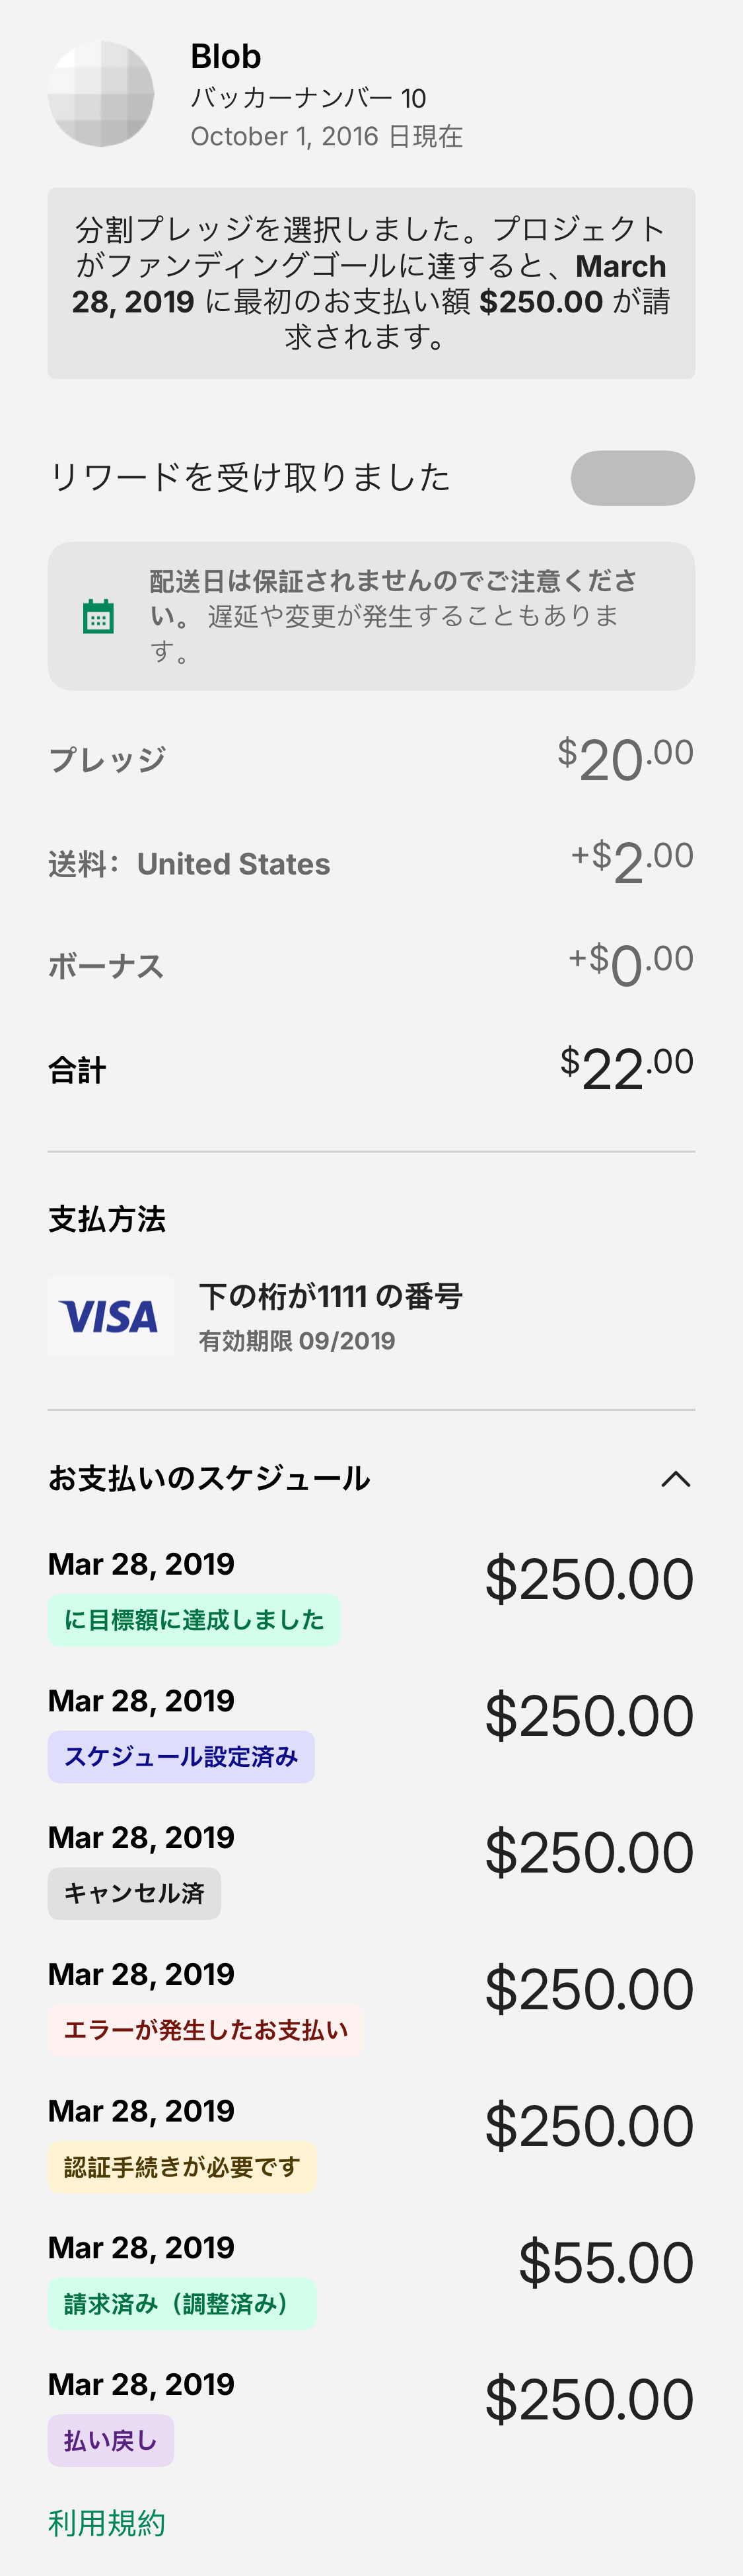 Blob
バッカーナンバー 10
October 1, 2016 日現在
分割プレッジを選択しました。プロジェクト
がファンディングゴールに達すると、March
28, 2019 に最初のお支払い額 $250.00 が請
求されます。
リワードを受け取りました
配送日は保証されませんのでご注意くださ
い。 遅延や変更が発生することもありま
す。
プレッジ $20.00
送料：United States +$2.00
ボーナス +$0.00
合計 $22.00
支払方法
VISA
下の桁が1111 の番号
有効期限 09/2019
お支払いのスケジュール
Mar 28, 2019 $250.00
に目標額に達成しました
Mar 28, 2019 $250.00
スケジュール設定済み
Mar 28, 2019 $250.00
キャンセル済
Mar 28, 2019 $250.00
エラーが発生したお支払い
Mar 28, 2019 $250.00
認証手続きが必要です
Mar 28, 2019 $55.00
請求済み（調整済み）
Mar 28, 2019 $250.00
払い戻し
利用規約